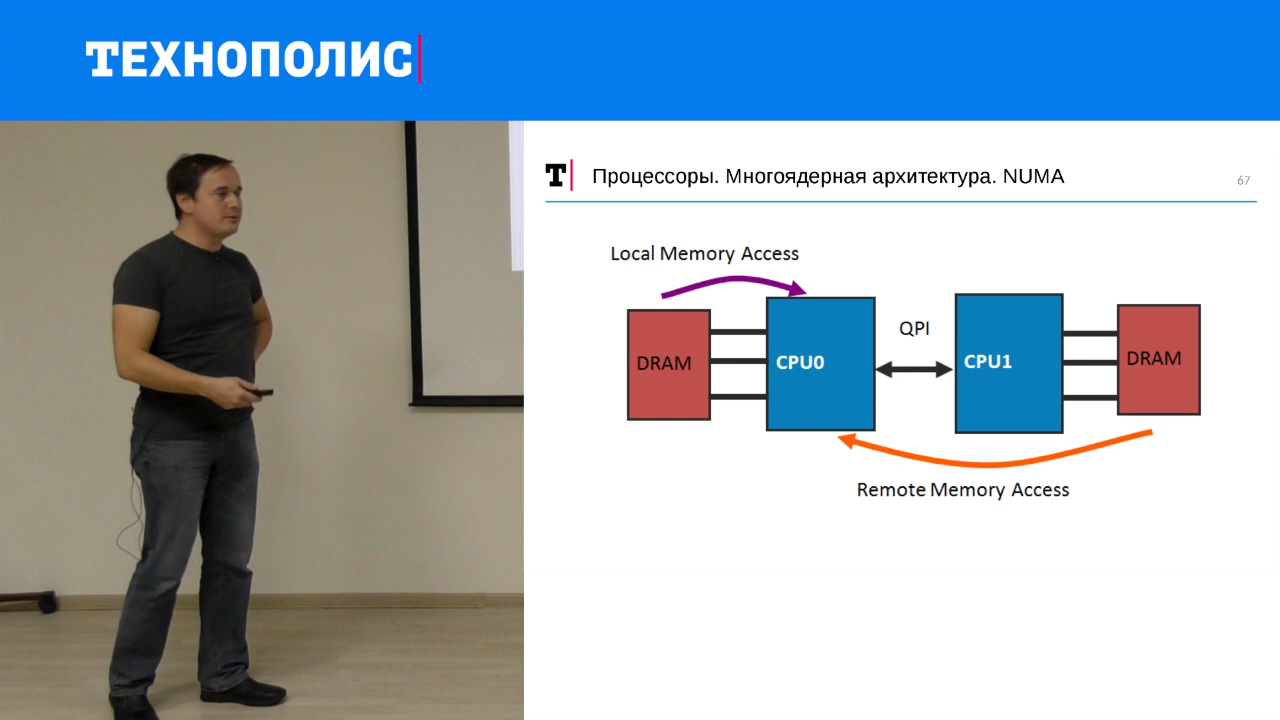 ТЕХНОПОЛИС
Т
Процессоры. Многоядерная архитектура. NUMA
67
Local Memory Access
DRAM
CPU0
QPI
CPU1
DRAM
Remote Memory Access